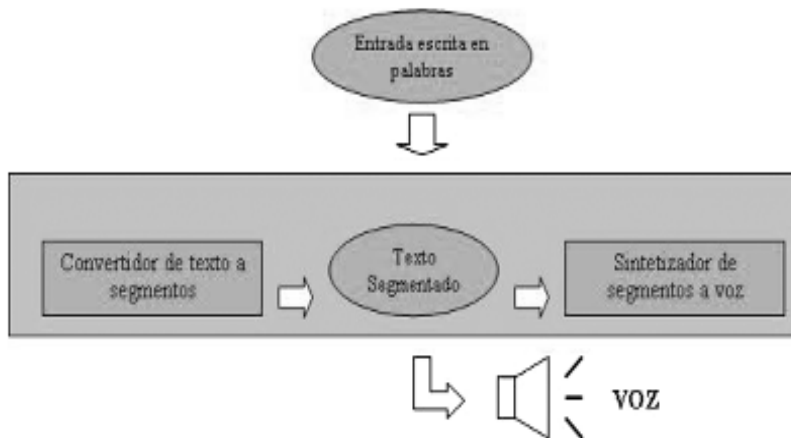 Entrada escrita en
palabras
Convertidor de texto a
segmentos
Texto
Segmentado
Sintetizador de
segmentos a voz
VOZ